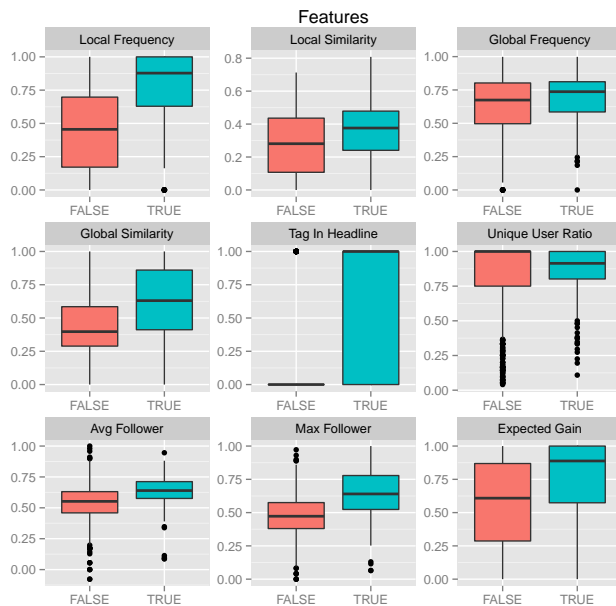 Features
Local Frequency
Local Similarity
Global Frequency
1.00
0.75
0.50
0.25
0.00
FALSE
TRUE
0.8
0.6
0.4
0.2
0.0
FALSE
TRUE
1.00
0.75
0.50
0.25
0.00
FALSE
TRUE
Global Similarity
Tag In Headline
Unique User Ratio
1.00
0.75
0.50
0.25
0.00
FALSE
TRUE
1.00
0.75
0.50
0.25
0.00
FALSE
TRUE
1.00
0.75
0.50
0.25
0.00
FALSE
TRUE
Avg Follower
Max Follower
Expected Gain
1.00
0.75
0.50
0.25
0.00
FALSE
TRUE
1.00
0.75
0.50
0.25
0.00
FALSE
TRUE
1.00
0.75
0.50
0.25
0.00
FALSE
TRUE